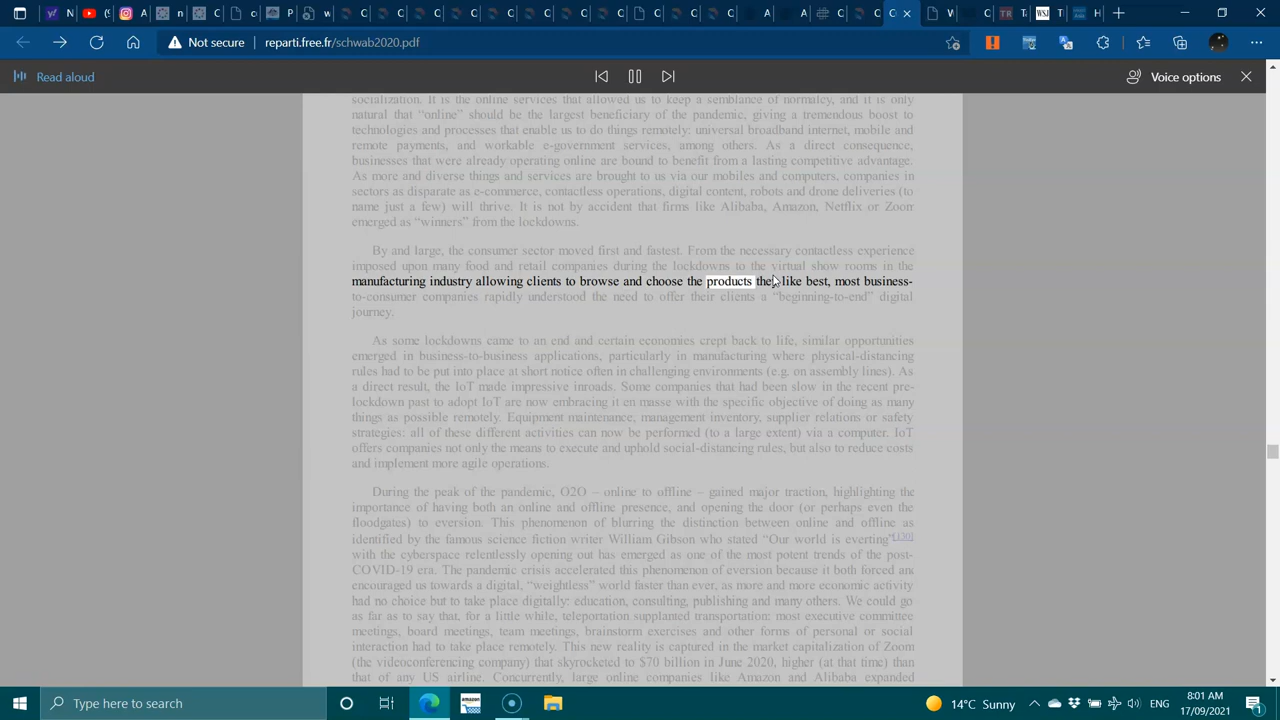 Not secure
reparti.free.fr/schwab2020.pdf
Read aloud
Voice options
socialization. It is the online services that allowed us to keep a semblance of normalcy, and it is only
natural that “online” should be the largest beneficiary of the pandemic, giving a tremendous boost to
technologies and processes that enable us to do things remotely: universal broadband internet, mobile and
remote payments, and workable e-government services, among others. As a direct consequence,
businesses that were already operating online are bound to benefit from a lasting competitive advantage.
As more and diverse things and services are brought to us via our mobiles and computers, companies in
sectors as disparate as e-commerce, contactless operations, digital content, robots and drone deliveries (to
name just a few) will thrive. It is not by accident that firms like Alibaba, Amazon, Netflix or Zoom
emerged as “winners” from the lockdowns.
By and large, the consumer sector moved first and fastest. From the necessary contactless experience
imposed upon many food and retail companies during the lockdowns to the virtual show rooms in the
manufacturing industry allowing clients to browse and choose the products they like best, most business-
to-consumer companies rapidly understood the need to offer their clients a “beginning-to-end” digital
journey.
As some lockdowns came to an end and certain economies crept back to life, similar opportunities
emerged in business-to-business applications, particularly in manufacturing where physical-distancing
rules had to be put into place at short notice often in challenging environments (e.g. on assembly lines). As
a direct result, the IoT made impressive inroads. Some companies that had been slow in the recent pre-
lockdown past to adopt IoT are now embracing it en masse with the specific objective of doing as many
things as possible remotely. Equipment maintenance, management inventory, supplier relations or safety
strategies: all of these different activities can now be performed (to a large extent) via a computer. IoT
offers companies not only the means to execute and uphold social-distancing rules, but also to reduce costs
and implement more agile operations.
During the peak of the pandemic, O2O – online to offline – gained major traction, highlighting the
importance of having both an online and offline presence, and opening the door (or perhaps even the
floodgates) to eversion. This phenomenon of blurring the distinction between online and offline as
identified by the famous science fiction writer William Gibson who stated “Our world is everting”[130]
with the cyberspace relentlessly opening out has emerged as one of the most potent trends of the post-
COVID-19 era. The pandemic crisis accelerated this phenomenon of eversion because it both forced and
encouraged us towards a digital, “weightless” world faster than ever, as more and more economic activity
had no choice but to take place digitally: education, consulting, publishing and many others. We could go
as far as to say that, for a little while, teleportation supplanted transportation: most executive committee
meetings, board meetings, team meetings, brainstorm exercises and other forms of personal or social
interaction had to take place remotely. This new reality is captured in the market capitalization of Zoom
(the videoconferencing company) that skyrocketed to $70 billion in June 2020, higher (at that time) than
that of any US airline. Concurrently, large online companies like Amazon and Alibaba expanded
Type here to search
amazon
14°C Sunny
ENG
8:01 AM
17/09/2021
1